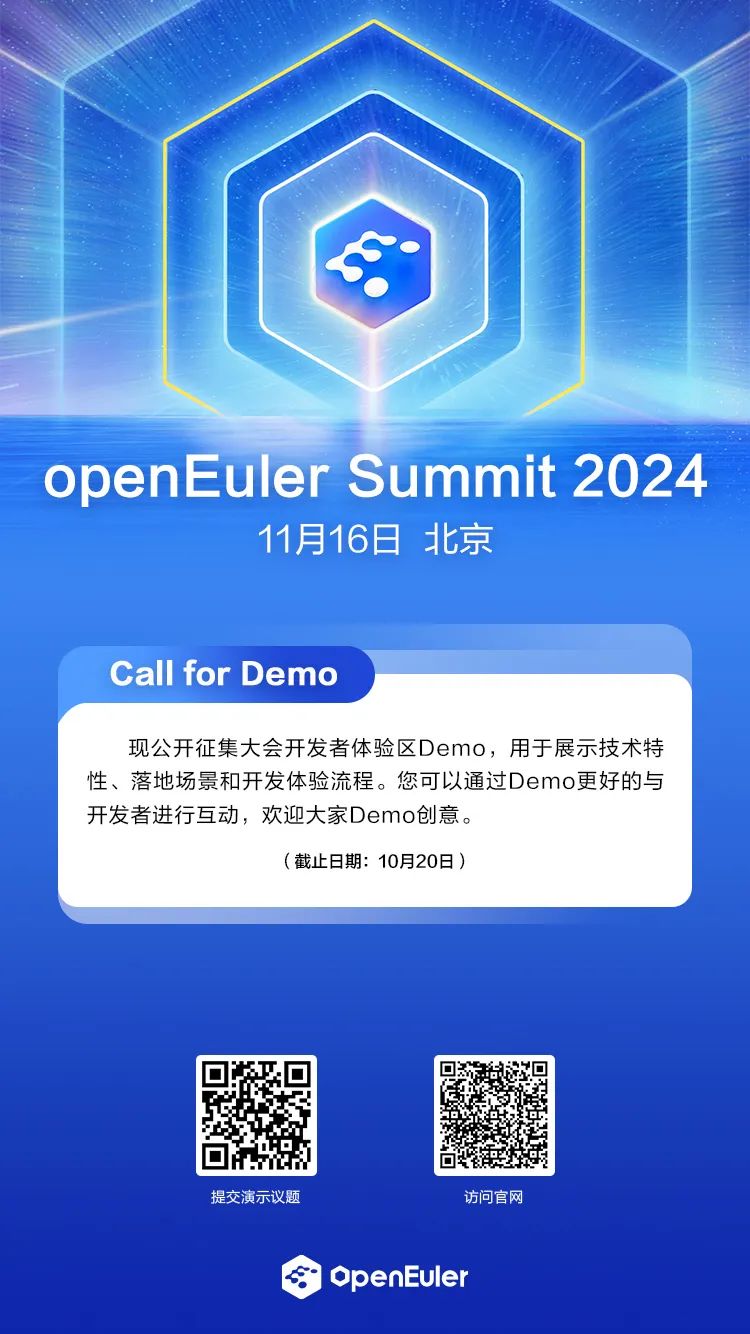 openEuler Summit 2024
11月16日 北京
Call for Demo
现公开征集大会开发者体验区Demo，用于展示技术特
性、落地场景和开发体验流程。您可以通过Demo更好的与
开发者进行互动，欢迎大家Demo创意。
（截止日期：10月20日）
提交演示议题
访问官网
OpenEuler